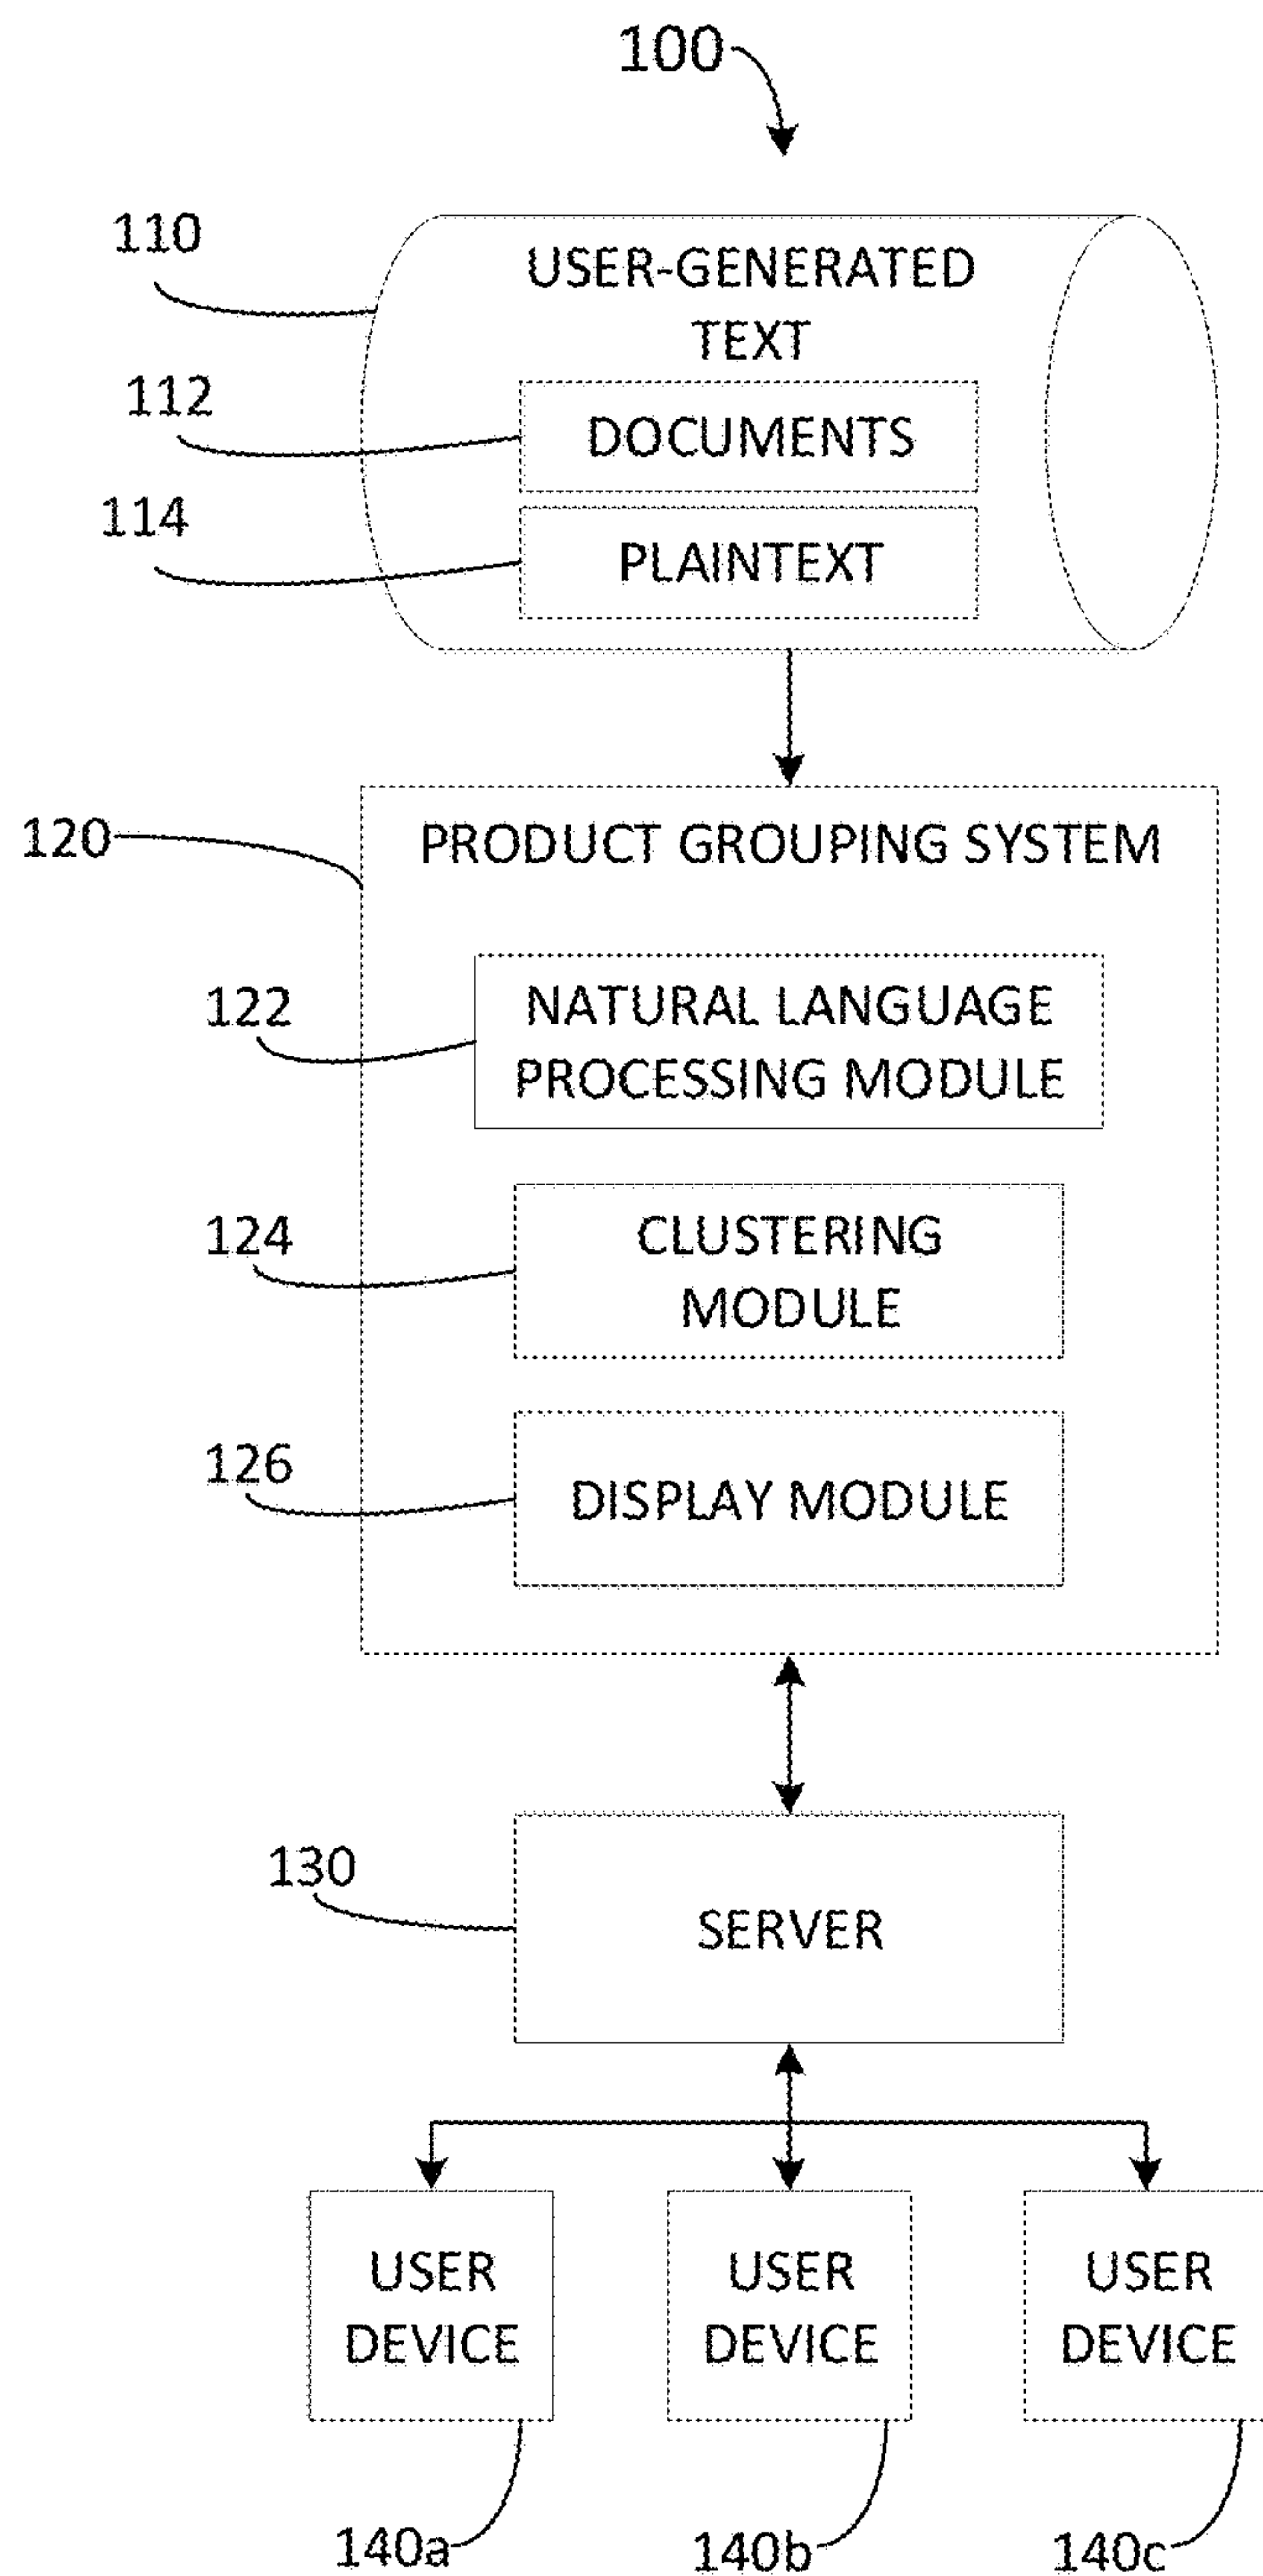 100
110
USER-GENERATED
TEXT
112
DOCUMENTS
114
PLAINTEXT
120
PRODUCT GROUPING SYSTEM
122
NATURAL LANGUAGE
PROCESSING MODULE
124
CLUSTERING
MODULE
126
DISPLAY MODULE
130
SERVER
USER
DEVICE
USER
DEVICE
USER
DEVICE
140a
140b
140c